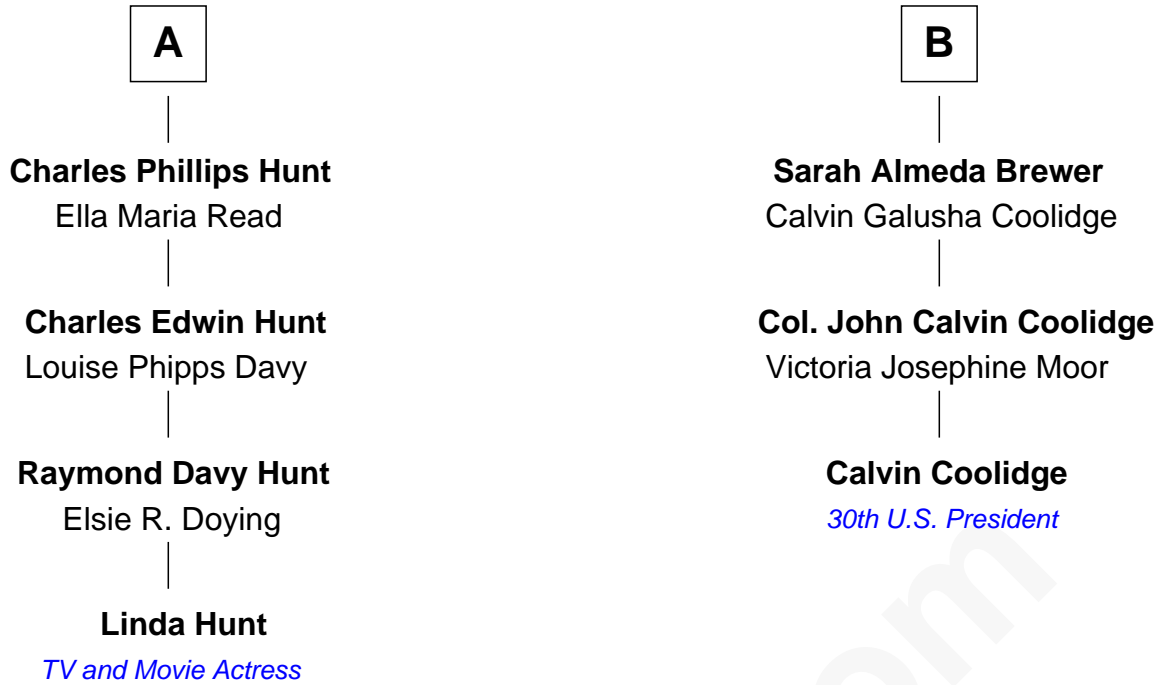 A
Charles Phillips Hunt
Ella Maria Read
Charles Edwin Hunt
Louise Phipps Davy
Raymond Davy Hunt
Elsie R. Doying
Linda Hunt
TV and Movie Actress
B
Sarah Almeda Brewer
Calvin Galusha Coolidge
Col. John Calvin Coolidge
Victoria Josephine Moor
Calvin Coolidge
30th U.S. President
om